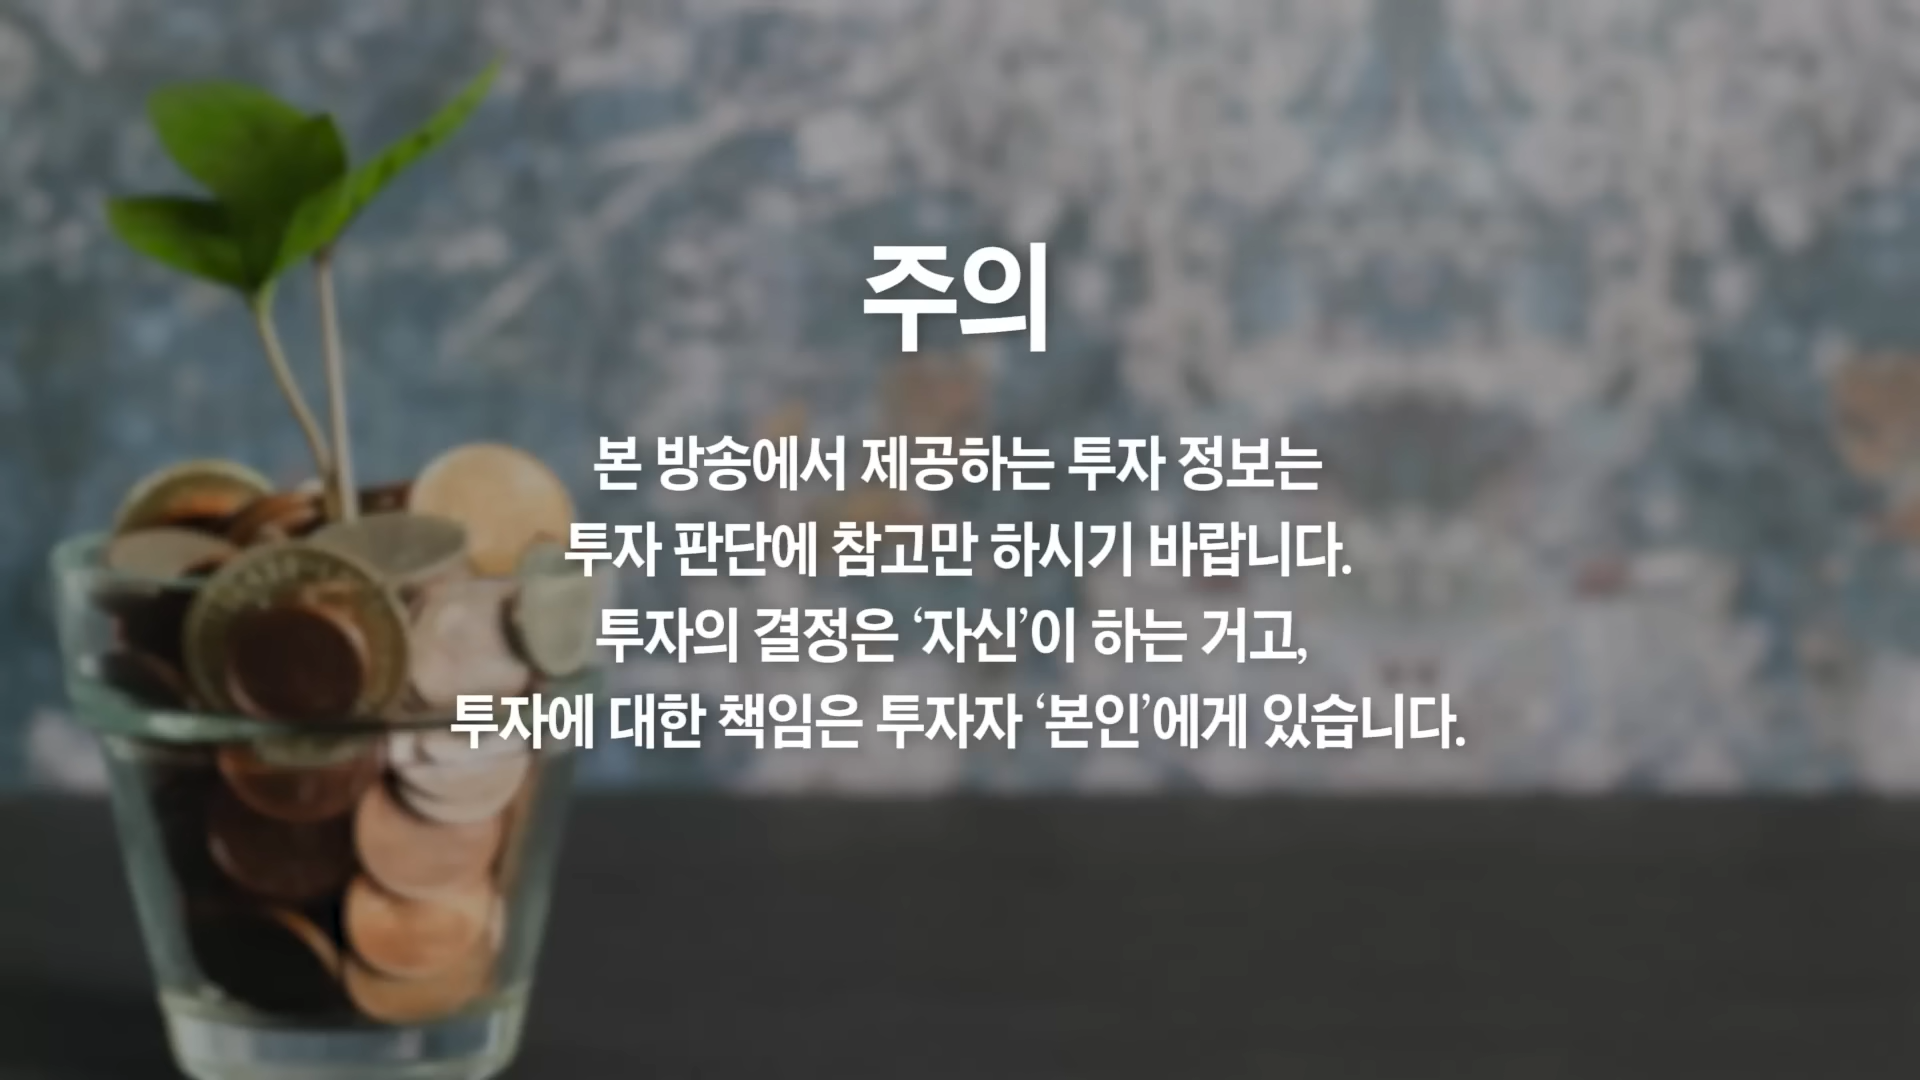 주의
본 방송에서 제공하는 투자 정보는
투자 판단에 참고만 하시기 바랍니다.
투자의 결정은 ‘자신’이 하는 거고,
투자에 대한 책임은 투자자 ‘본인’에게 있습니다.